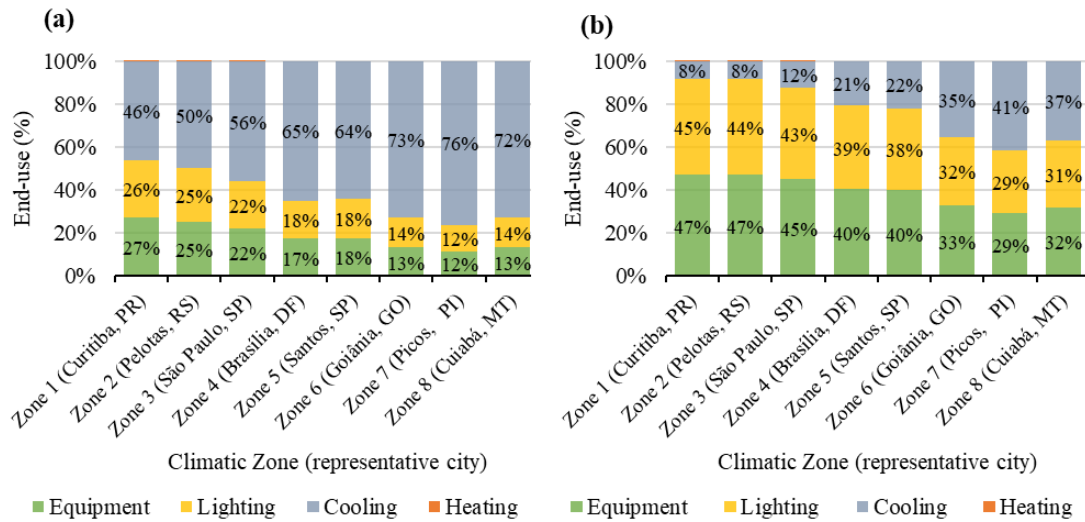 (a)
100%
80%
60%
40%
20%
0%
End-use (%)
46% 50% 56% 65% 64% 73% 76% 72%
26% 25% 22% 18% 18% 14% 12% 14%
27% 25% 22% 17% 18% 13% 12% 13%
Zone 1 (Curitiba, PR)
Zone 2 (Pelotas, RS)
Zone 3 (São Paulo, SP)
Zone 4 (Brasília, DF)
Zone 5 (Santos, SP)
Zone 6 (Goiânia, GO)
Zone 7 (Picos, PI)
Zone 8 (Cuiabá, MT)
Climatic Zone (representative city)
Equipment Lighting Cooling Heating
(b)
100%
80%
60%
40%
20%
0%
End-use (%)
8% 8% 12% 21% 22% 35% 41% 37%
45% 44% 43% 39% 38% 32% 29% 31%
47% 47% 45% 40% 40% 33% 29% 32%
Zone 1 (Curitiba, PR)
Zone 2 (Pelotas, RS)
Zone 3 (São Paulo, SP)
Zone 4 (Brasília, DF)
Zone 5 (Santos, SP)
Zone 6 (Goiânia, GO)
Zone 7 (Picos, PI)
Zone 8 (Cuiabá, MT)
Climatic Zone (representative city)
Equipment Lighting Cooling Heating